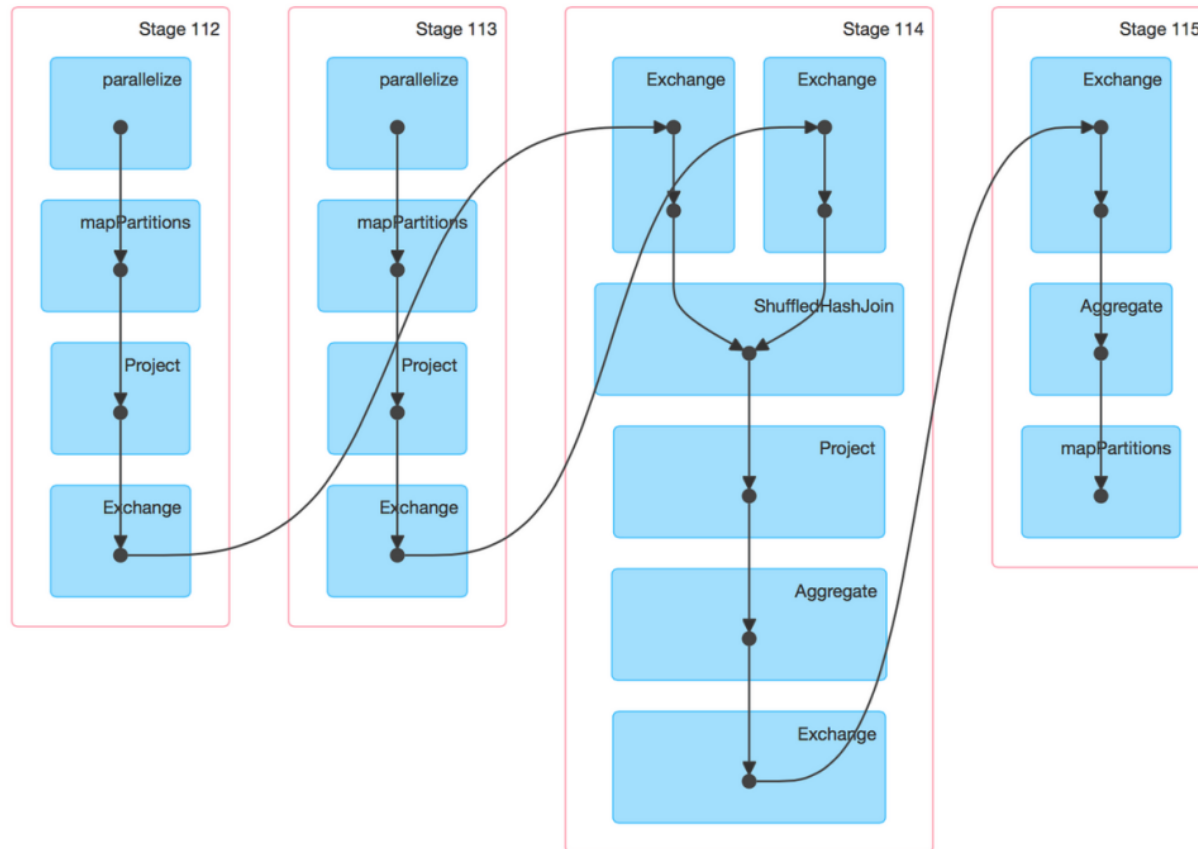 Stage 112
parallelize
mapPartitions
Project
Exchange
Stage 113
parallelize
mapPartitions
Project
Exchange
Stage 114
Exchange
Exchange
ShuffledHashJoin
Project
Aggregate
Exchange
Stage 115
Exchange
Aggregate
mapPartitions